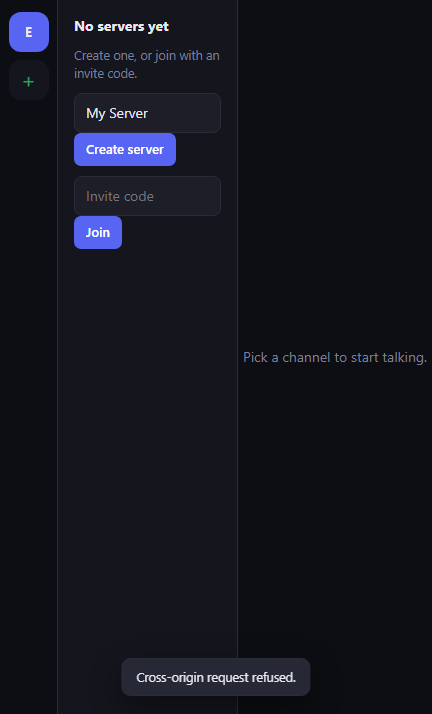 E
+
No servers yet
Create one, or join with an
invite code.
My Server
Create server
Invite code
Join
Pick a channel to start talking.
Cross-origin request refused.